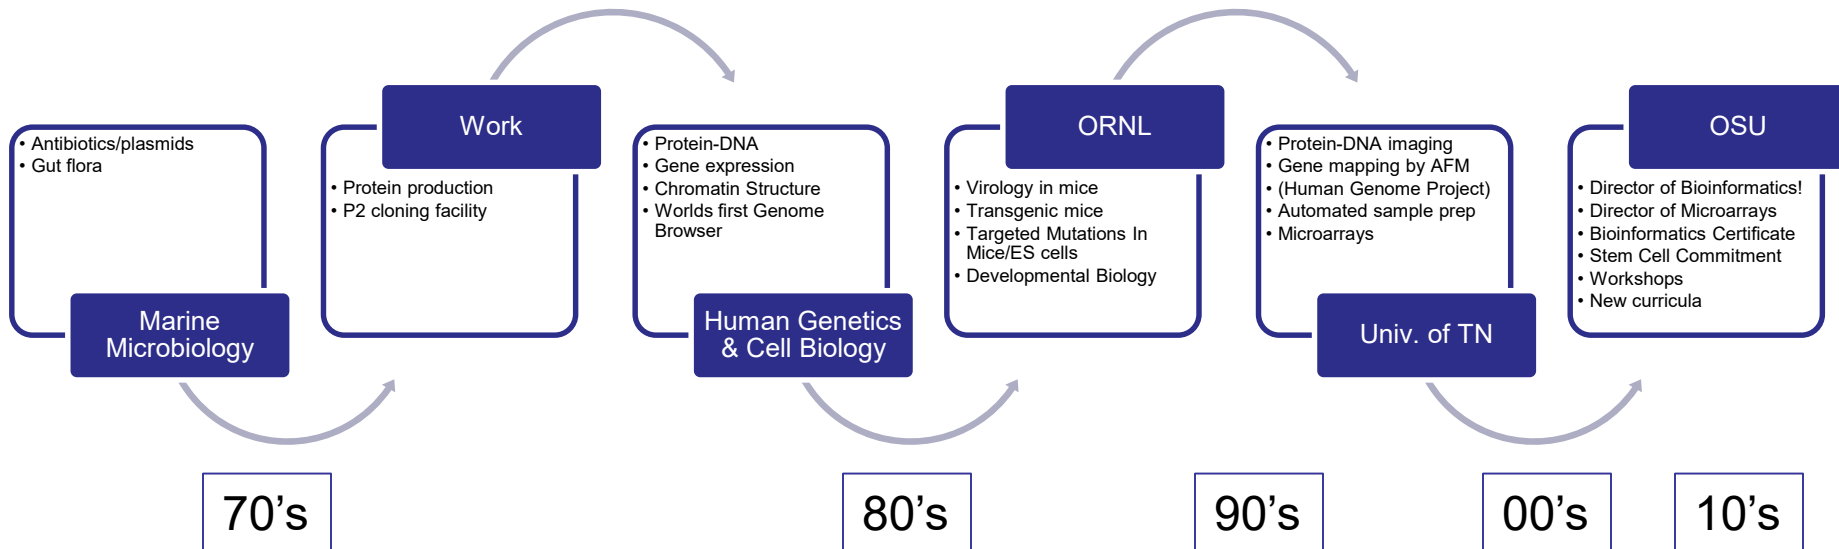 • Antibiotics/plasmids
• Gut flora
Marine
Microbiology
Work
• Protein production
• P2 cloning facility
• Protein-DNA
• Gene expression
• Chromatin Structure
• Worlds first Genome
Browser
Human Genetics
& Cell Biology
ORNL
• Virology in mice
• Transgenic mice
• Targeted Mutations In
Mice/ES cells
• Developmental Biology
• Protein-DNA imaging
• Gene mapping by AFM
• (Human Genome Project)
• Automated sample prep
• Microarrays
Univ. of TN
OSU
• Director of Bioinformatics!
• Director of Microarrays
• Bioinformatics Certificate
• Stem Cell Commitment
• Workshops
• New curricula
70’s
80’s
90’s
00’s
10’s